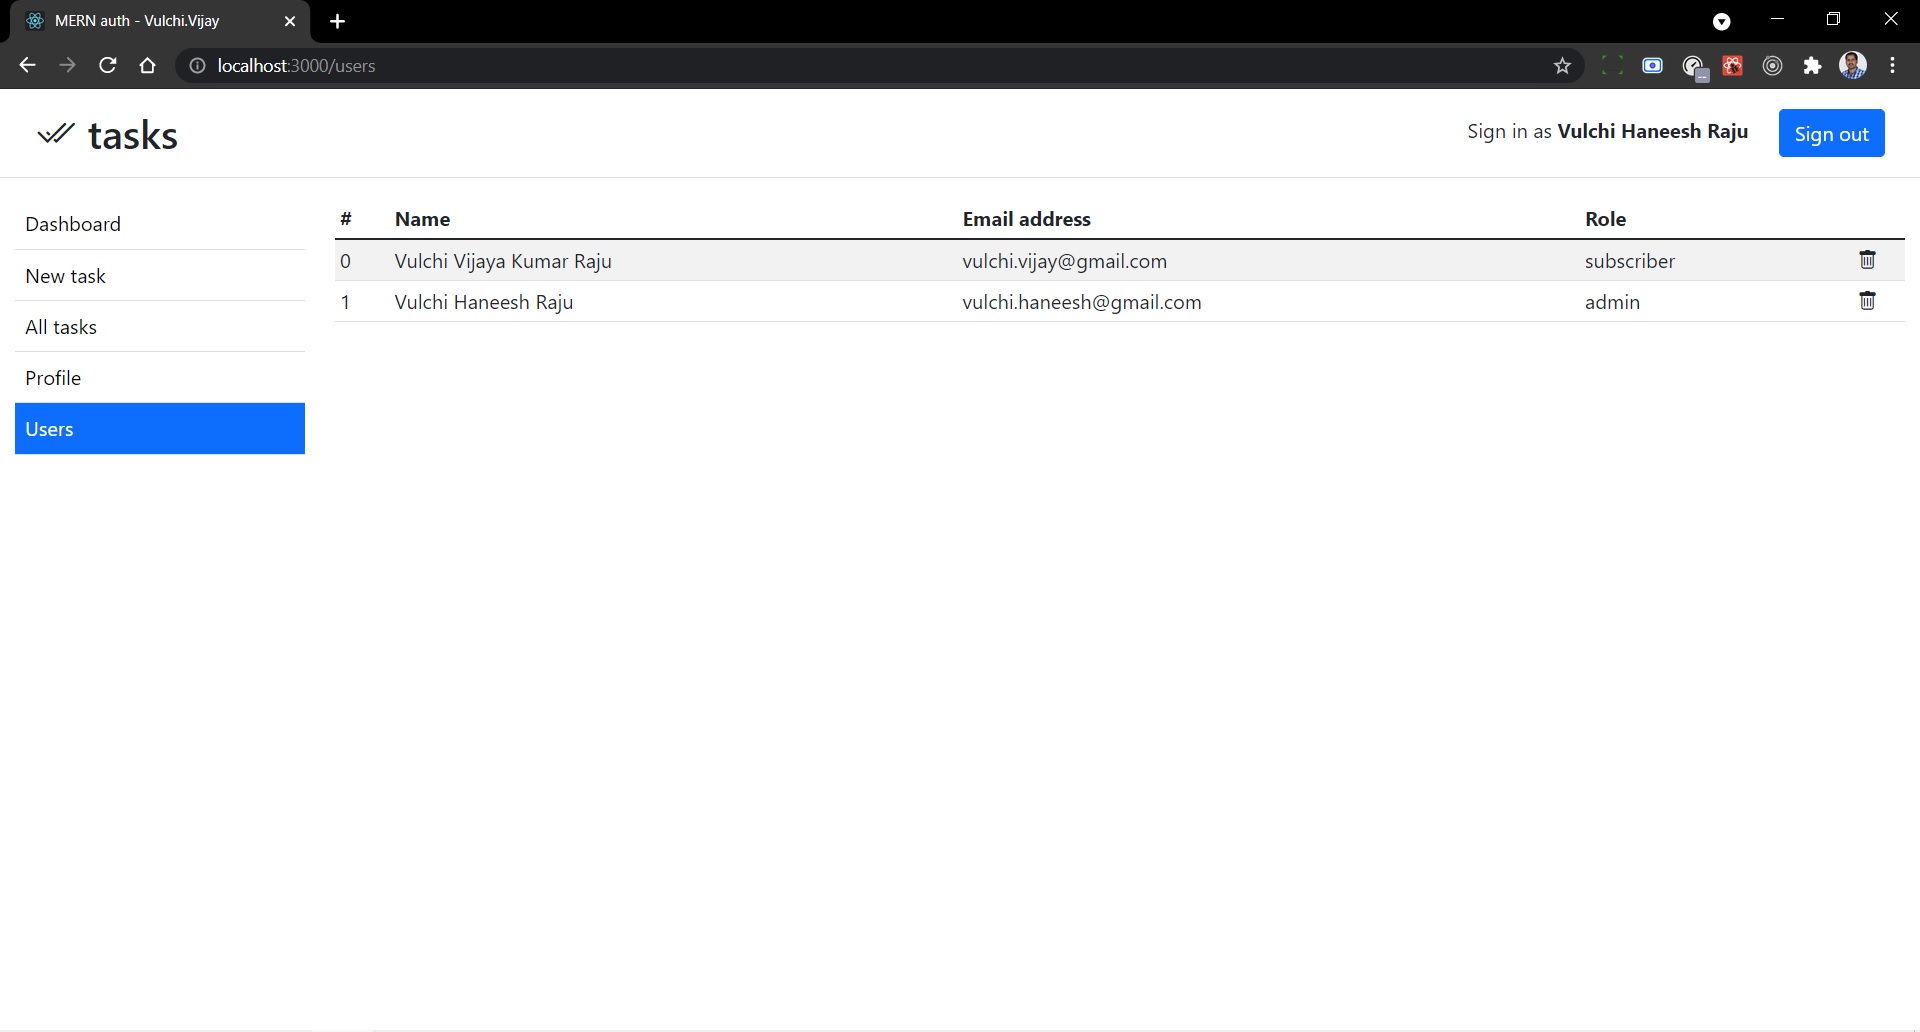 MERN auth - Vulchi.Vijay
localhost:3000/users
tasks
Sign in as Vulchi Haneesh Raju
Sign out
Dashboard
New task
All tasks
Profile
Users
# Name Email address Role
0 Vulchi Vijaya Kumar Raju vulchi.vijay@gmail.com subscriber
1 Vulchi Haneesh Raju vulchi.haneesh@gmail.com admin